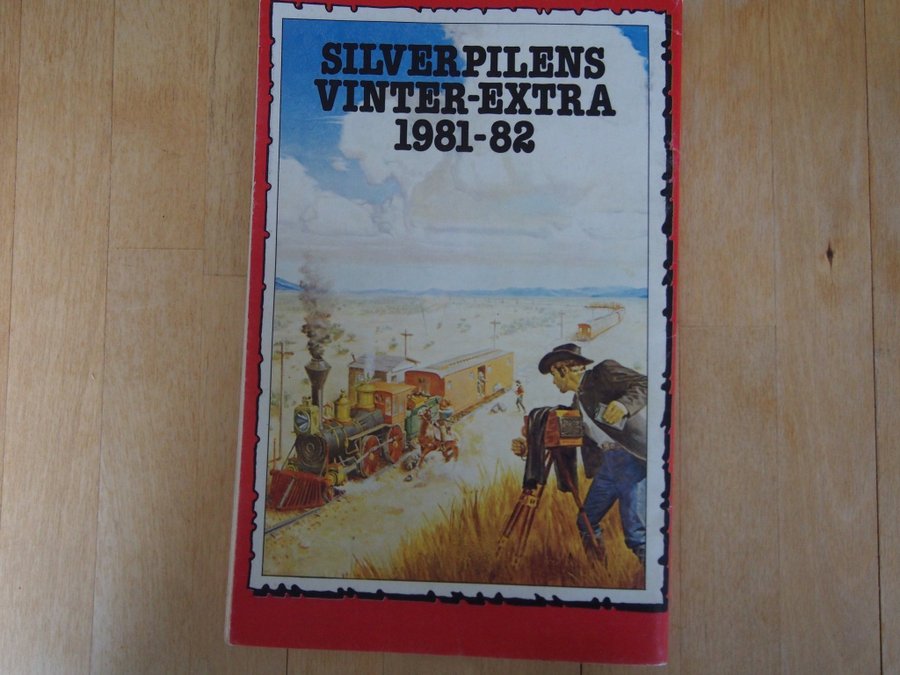 SILVERPILENS
VINTER-EXTRA
1981-82